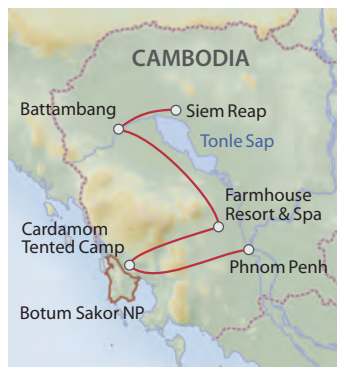 CAMBODIA
Battambang
Siem Reap
Tonle Sap
Farmhouse
Resort & Spa
Cardamom
Tented Camp
Phnom Penh
Botum Sakor NP